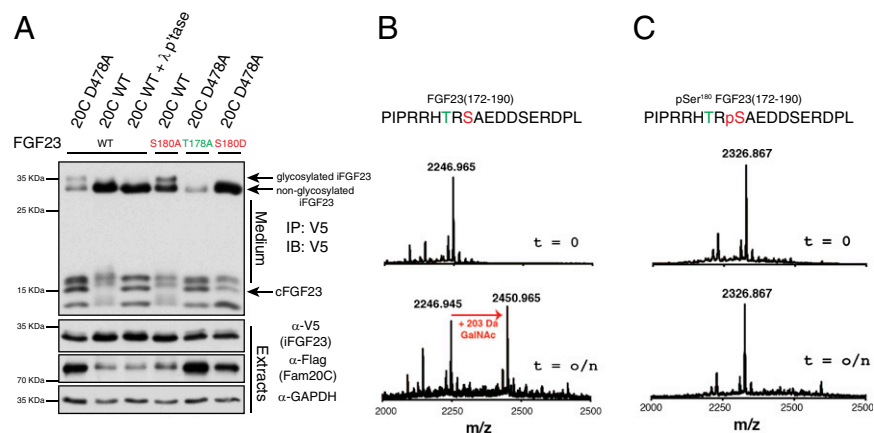 A
20C D478A
20C WT
20C WT + λ p'tase
20C WT
20C D478A
20C D478A
FGF23
WT
S180A
T178A
S180D
35 KDa
25 KDa
15 KDa
35 KDa
70 KDa
35 KDa
glycosylated iFGF23
non-glycosylated
iFGF23
Medium
IP: V5
IB: V5
cFGF23
α-V5
(iFGF23)
α-Flag
(Fam20C)
α-GAPDH
Extracts
B
FGF23(172-190)
PIPRRHTRSAEDDSERDPL
2246.965
t = 0
2246.945
2450.965
+ 203 Da
GalNAc
t = o/n
2000
2250
2500
m/z
C
pSer¹⁸⁰ FGF23(172-190)
PIPRRHTRpSAEDDSERDPL
2326.867
t = 0
2326.867
t = o/n
2000
2250
2500
2500
m/z